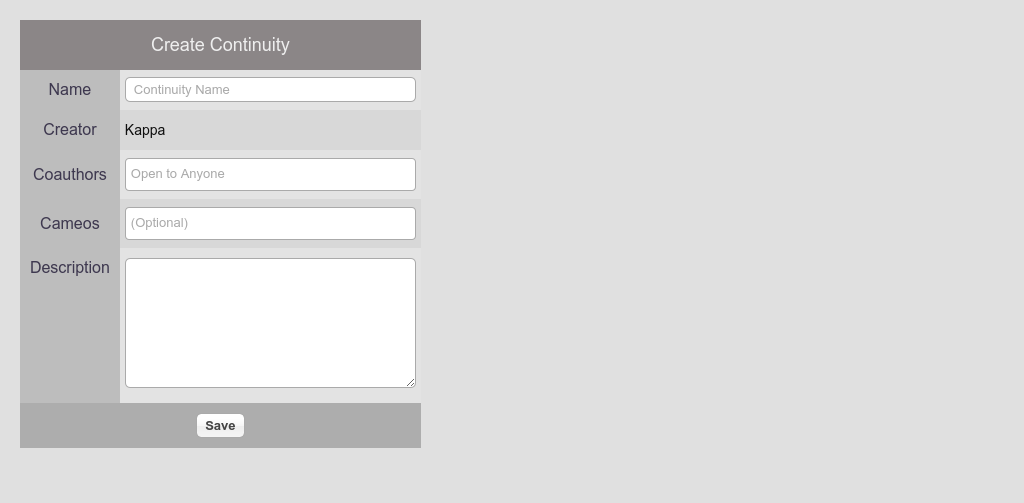 Create Continuity
Name Continuity Name
Creator Kappa
Coauthors Open to Anyone
Cameos (Optional)
Description
Save